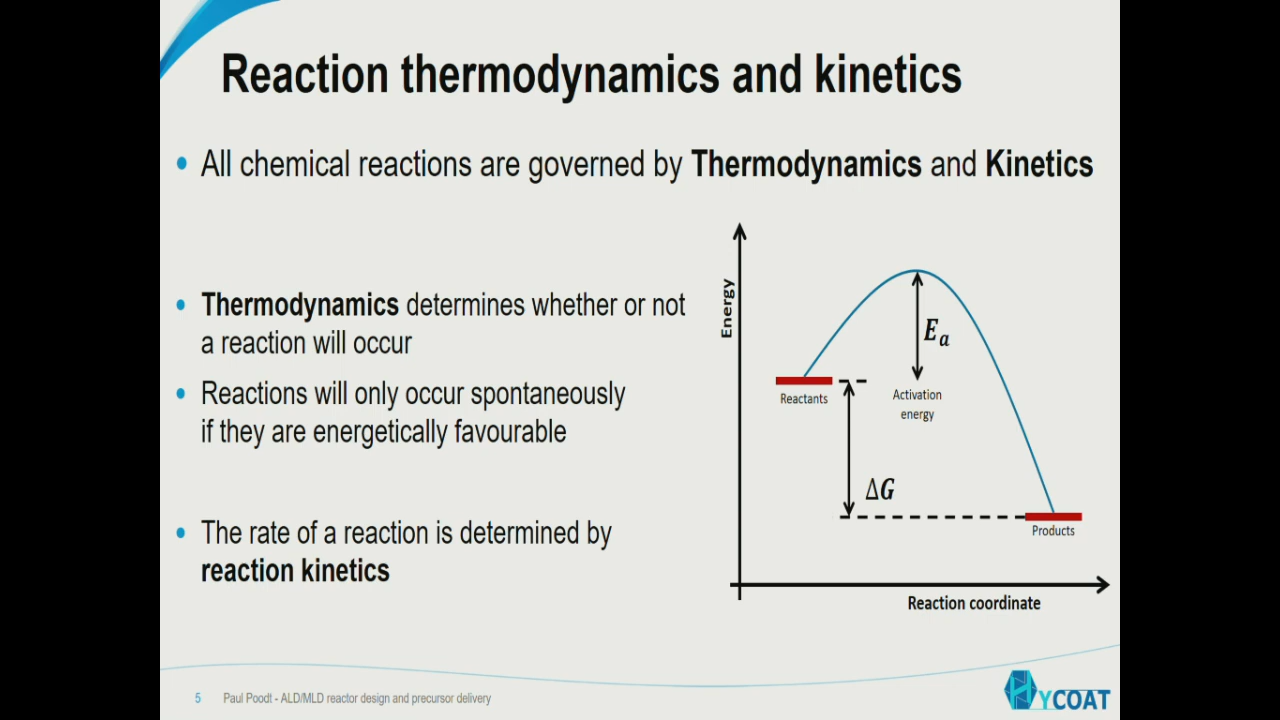 Reaction thermodynamics and kinetics
• All chemical reactions are governed by Thermodynamics and Kinetics
• Thermodynamics determines whether or not
a reaction will occur
• Reactions will only occur spontaneously
if they are energetically favourable
• The rate of a reaction is determined by
reaction kinetics
Energy
Eₐ
Reactants
Activation
energy
ΔG
Products
Reaction coordinate
5 Paul Poodt - ALD/MLD reactor design and precursor delivery
HYCOAT